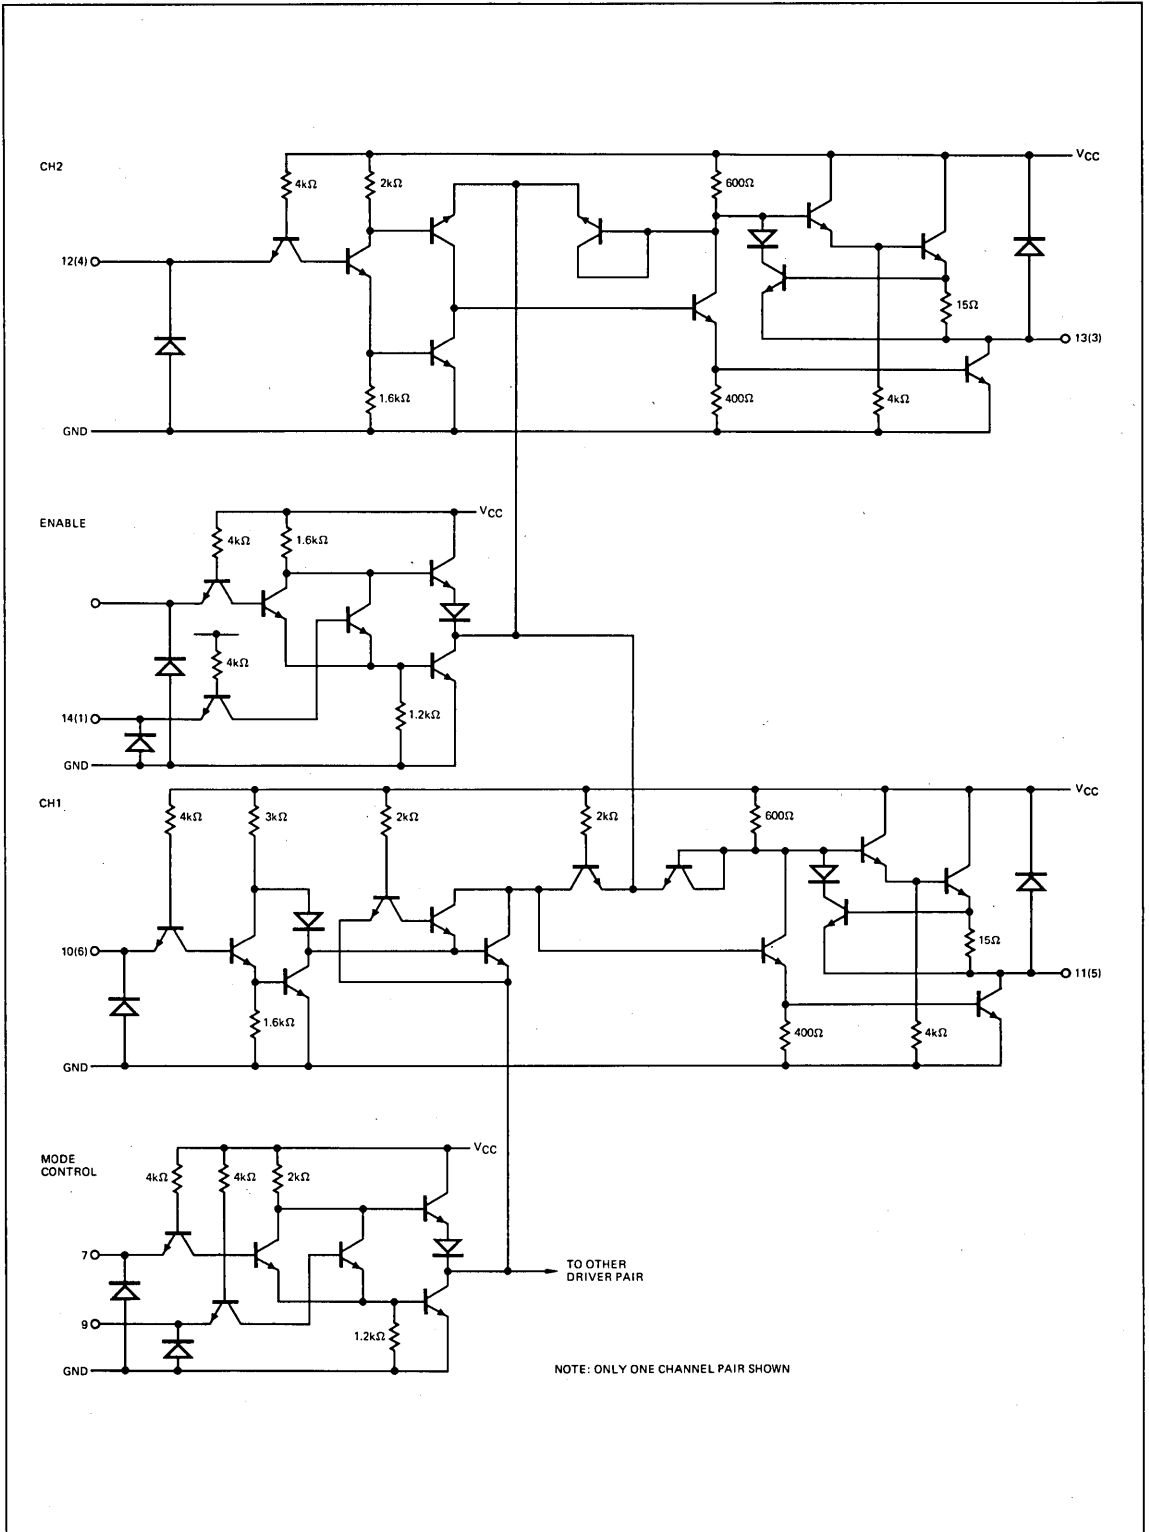 CH2
VCC
4kΩ
2kΩ
600Ω
12(4)
15Ω
13(3)
1.6kΩ
400Ω
4kΩ
GND
ENABLE
VCC
4kΩ
1.6kΩ
4kΩ
14(1)
1.2kΩ
GND
CH1
VCC
4kΩ
3kΩ
2kΩ
2kΩ
600Ω
10(6)
15Ω
11(5)
1.6kΩ
400Ω
4kΩ
GND
MODE
CONTROL
VCC
4kΩ
4kΩ
2kΩ
7
TO OTHER
DRIVER PAIR
9
1.2kΩ
GND
NOTE: ONLY ONE CHANNEL PAIR SHOWN